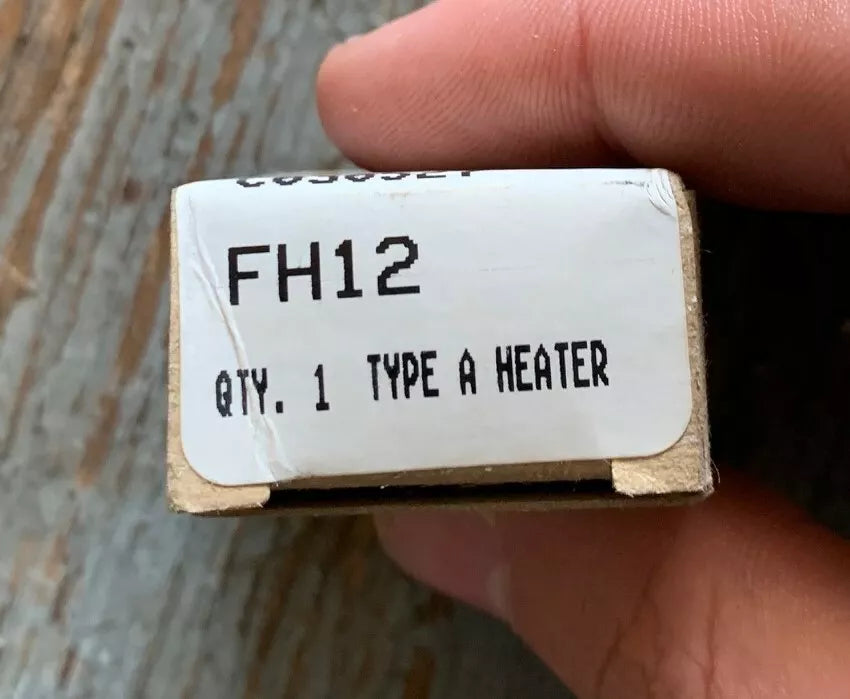 FH12
QTY. 1 TYPE A HEATER